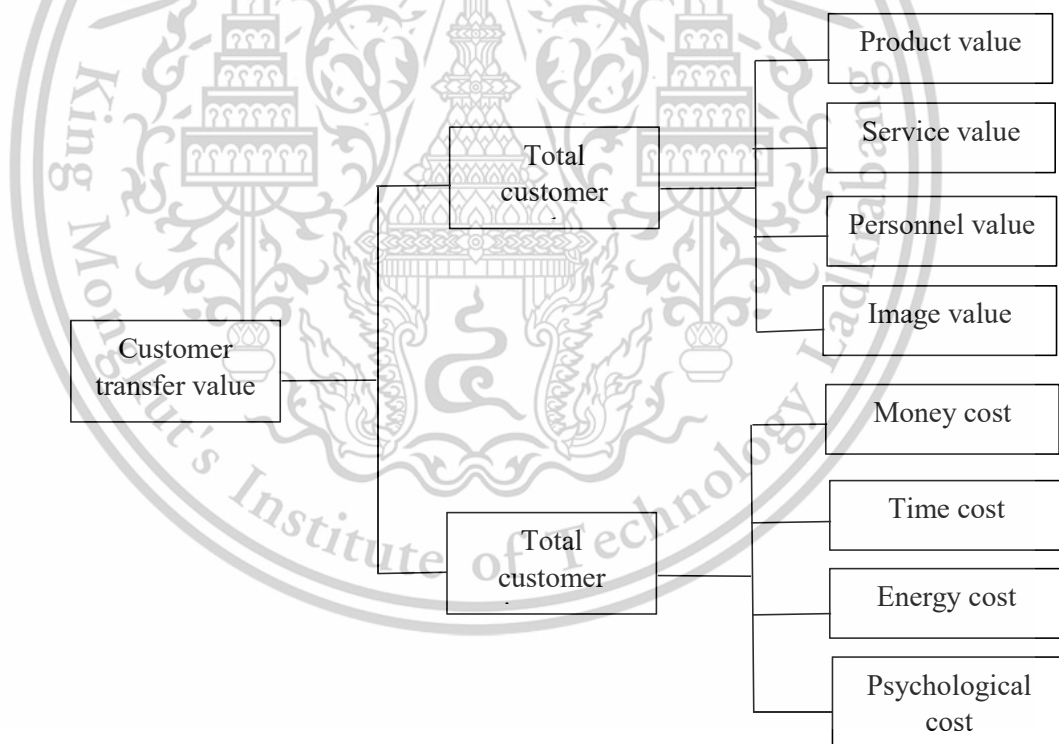 Product value
Service value
Total
customer
Personnel value
Image value
Customer
transfer value
Money cost
Time cost
Total
customer
Energy cost
Psychological
cost
King Mongkut's Institute of Technology Ladkrabang